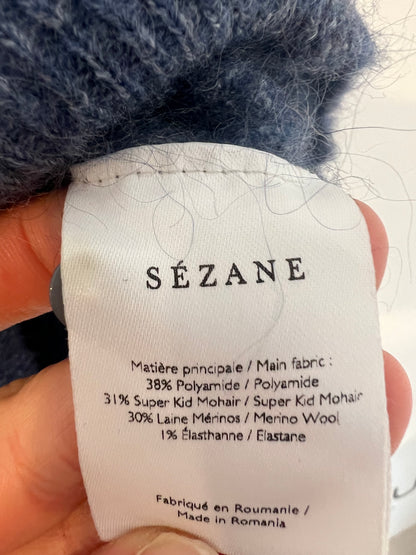 SÉZANE
Matière principale / Main fabric :
38% Polyamide / Polyamide
31% Super Kid Mohair / Super Kid Mohair
30% Laine Mérinos / Merino Wool
1% Élasthanne / Elastane
Fabriqué en Roumanie /
Made in Romania